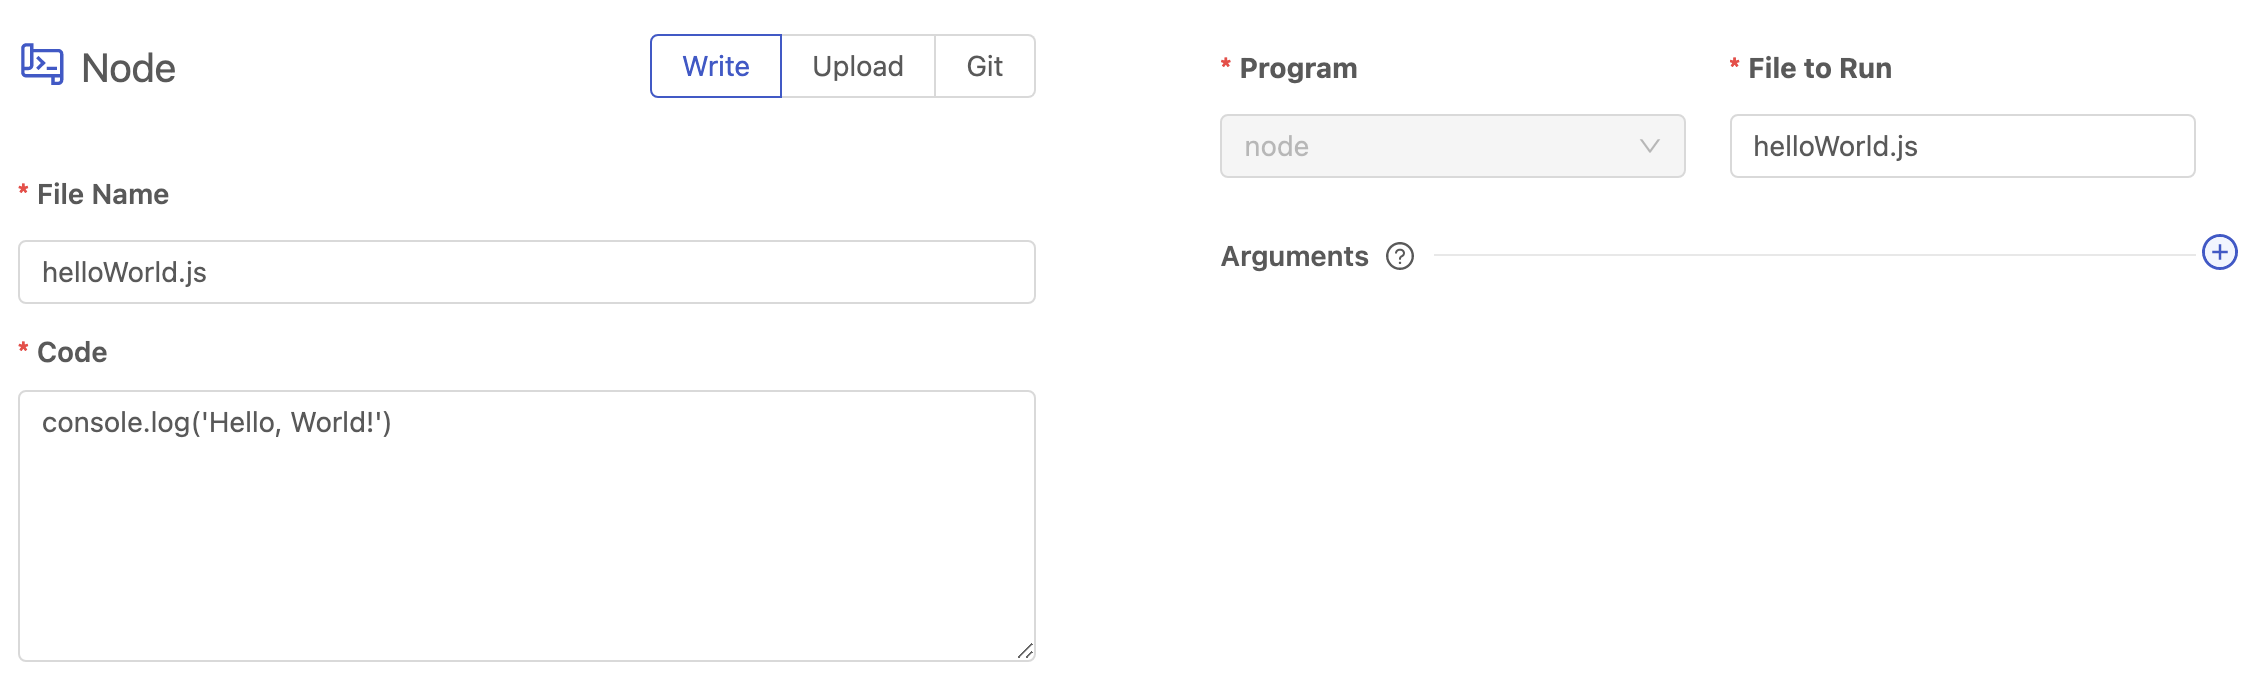 Node
Write
Upload
Git
* File Name
helloWorld.js
* Code
console.log('Hello, World!')
* Program
node
* File to Run
helloWorld.js
Arguments ?